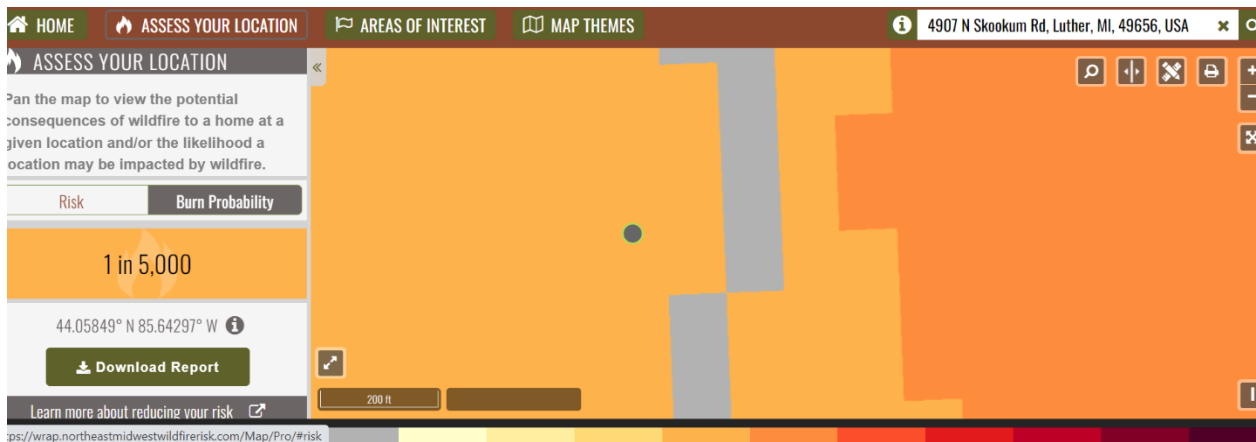 HOME
ASSESS YOUR LOCATION
AREAS OF INTEREST
MAP THEMES
4907 N Skookum Rd, Luther, MI, 49656, USA
ASSESS YOUR LOCATION
Pan the map to view the potential
consequences of wildfire to a home at a
given location and/or the likelihood a
location may be impacted by wildfire.
Risk
Burn Probability
1 in 5,000
44.05849° N 85.64297° W
Download Report
200 ft
Learn more about reducing your risk
tps://wrap.northeastmidwestwildfirerisk.com/Map/Pro/#risk